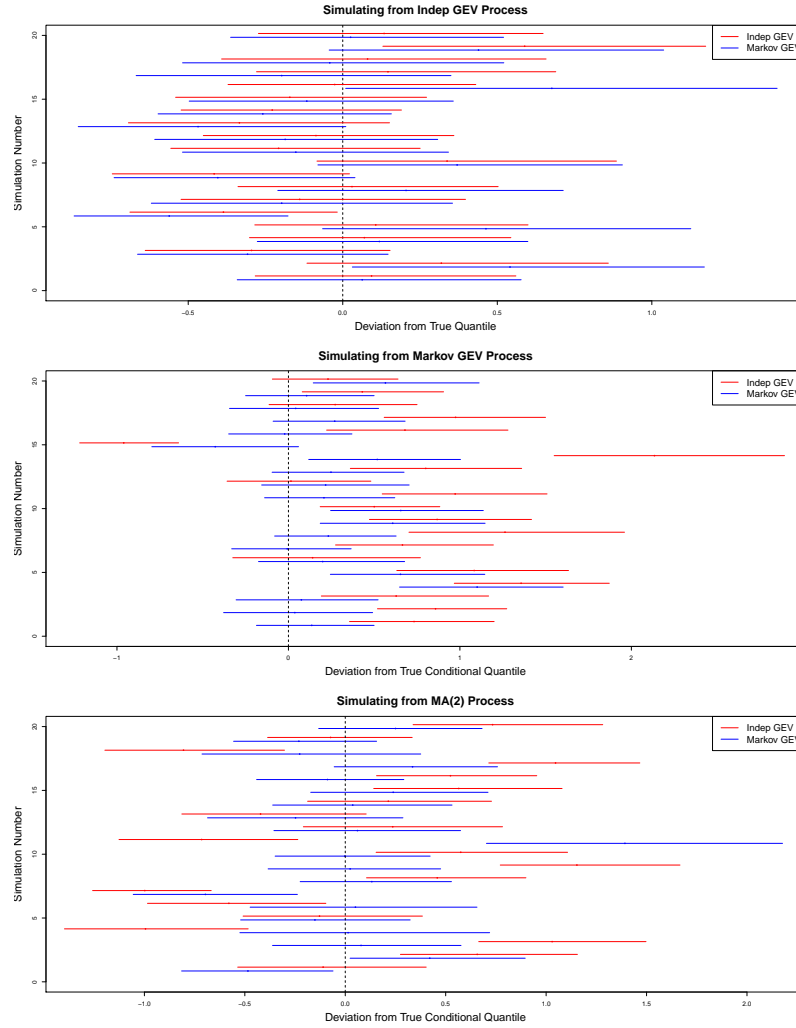 Simulating from Indep GEV Process
Indep GEV
Markov GEV
Simulation Number
20
15
10
5
0
−0.5
0.0
0.5
1.0
Deviation from True Quantile
Simulating from Markov GEV Process
Indep GEV
Markov GEV
Simulation Number
20
15
10
5
0
−1
0
1
2
Deviation from True Conditional Quantile
Simulating from MA(2) Process
Indep GEV
Markov GEV
Simulation Number
20
15
10
5
0
−1.0
−0.5
0.0
0.5
1.0
1.5
2.0
Deviation from True Conditional Quantile